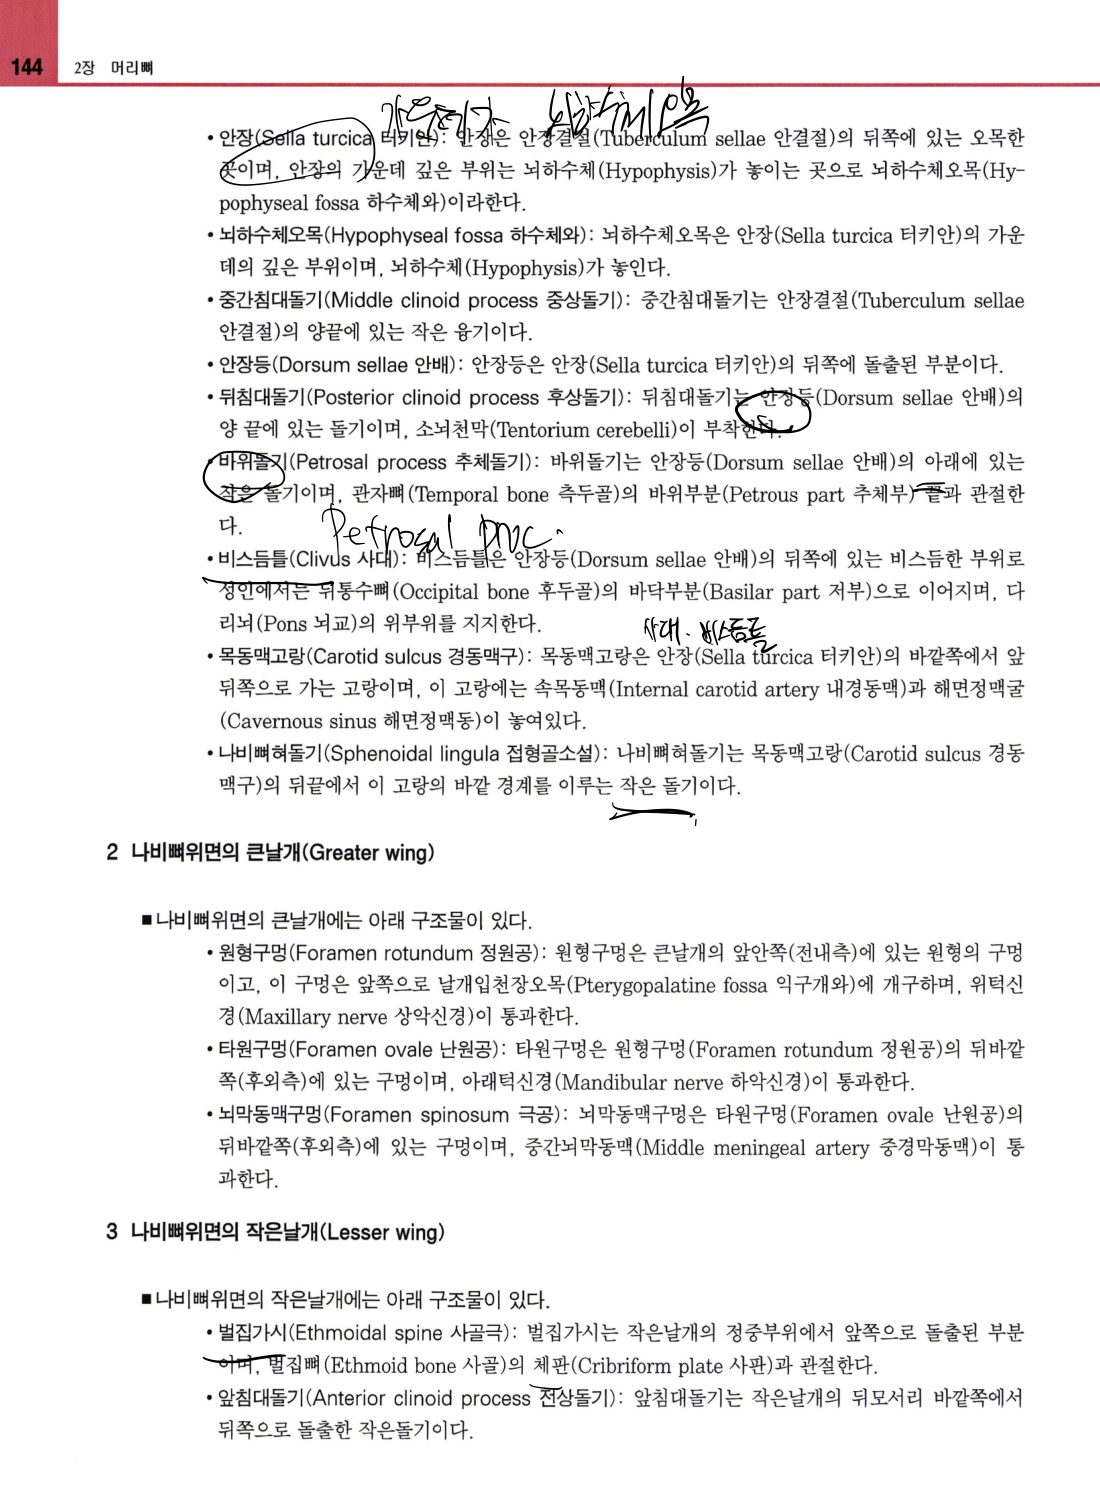 144 2장 머리뼈
가운데가 뇌하수체오목
• 안장(Sella turcica 터키안): 안장은 안장결절(Tuberculum sellae 안결절)의 뒤쪽에 있는 오목한
곳이며, 안장의 가운데 깊은 부위는 뇌하수체(Hypophysis)가 놓이는 곳으로 뇌하수체오목(Hy-
pophyseal fossa 하수체와)이라한다.
• 뇌하수체오목(Hypophyseal fossa 하수체와): 뇌하수체오목은 안장(Sella turcica 터키안)의 가운
데의 깊은 부위이며, 뇌하수체(Hypophysis)가 놓인다.
• 중간침대돌기(Middle clinoid process 중상돌기): 중간침대돌기는 안장결절(Tuberculum sellae
안결절)의 양끝에 있는 작은 융기이다.
• 안장등(Dorsum sellae 안배): 안장등은 안장(Sella turcica 터키안)의 뒤쪽에 돌출된 부분이다.
• 뒤침대돌기(Posterior clinoid process 후상돌기): 뒤침대돌기는 안장등(Dorsum sellae 안배)의
양 끝에 있는 돌기이며, 소뇌천막(Tentorium cerebelli)이 부착한다.
• 바위돌기(Petrosal process 추체돌기): 바위돌기는 안장등(Dorsum sellae 안배)의 아래에 있는
작은 돌기이며, 관자뼈(Temporal bone 측두골)의 바위부분(Petrous part 추체부) 끝과 관절한
다.
Petrosal proc.
• 비스듬틀(Clivus 사대): 비스듬틀은 안장등(Dorsum sellae 안배)의 뒤쪽에 있는 비스듬한 부위로
성인에서는 뒤통수뼈(Occipital bone 후두골)의 바닥부분(Basilar part 저부)으로 이어지며, 다
리뇌(Pons 뇌교)의 위부위를 지지한다.
사대. 비스듬틀
• 목동맥고랑(Carotid sulcus 경동맥구): 목동맥고랑은 안장(Sella turcica 터키안)의 바깥쪽에서 앞
뒤쪽으로 가는 고랑이며, 이 고랑에는 속목동맥(Internal carotid artery 내경동맥)과 해면정맥굴
(Cavernous sinus 해면정맥동)이 놓여있다.
• 나비뼈혀돌기(Sphenoidal lingula 접형골소설): 나비뼈혀돌기는 목동맥고랑(Carotid sulcus 경동
맥구)의 뒤끝에서 이 고랑의 바깥 경계를 이루는 작은 돌기이다.
2 나비뼈위면의 큰날개(Greater wing)
■ 나비뼈위면의 큰날개에는 아래 구조물이 있다.
• 원형구멍(Foramen rotundum 정원공): 원형구멍은 큰날개의 앞안쪽(전내측)에 있는 원형의 구멍
이고, 이 구멍은 앞쪽으로 날개입천장오목(Pterygopalatine fossa 익구개와)에 개구하며, 위턱신
경(Maxillary nerve 상악신경)이 통과한다.
• 타원구멍(Foramen ovale 난원공): 타원구멍은 원형구멍(Foramen rotundum 정원공)의 뒤바깥
쪽(후외측)에 있는 구멍이며, 아래턱신경(Mandibular nerve 하악신경)이 통과한다.
• 뇌막동맥구멍(Foramen spinosum 극공): 뇌막동맥구멍은 타원구멍(Foramen ovale 난원공)의
뒤바깥쪽(후외측)에 있는 구멍이며, 중간뇌막동맥(Middle meningeal artery 중경막동맥)이 통
과한다.
3 나비뼈위면의 작은날개(Lesser wing)
■ 나비뼈위면의 작은날개에는 아래 구조물이 있다.
• 벌집가시(Ethmoidal spine 사골극): 벌집가시는 작은날개의 정중부위에서 앞쪽으로 돌출된 부분
이며, 벌집뼈(Ethmoid bone 사골)의 체판(Cribriform plate 사판)과 관절한다.
• 앞침대돌기(Anterior clinoid process 전상돌기): 앞침대돌기는 작은날개의 뒤모서리 바깥쪽에서
뒤쪽으로 돌출한 작은돌기이다.